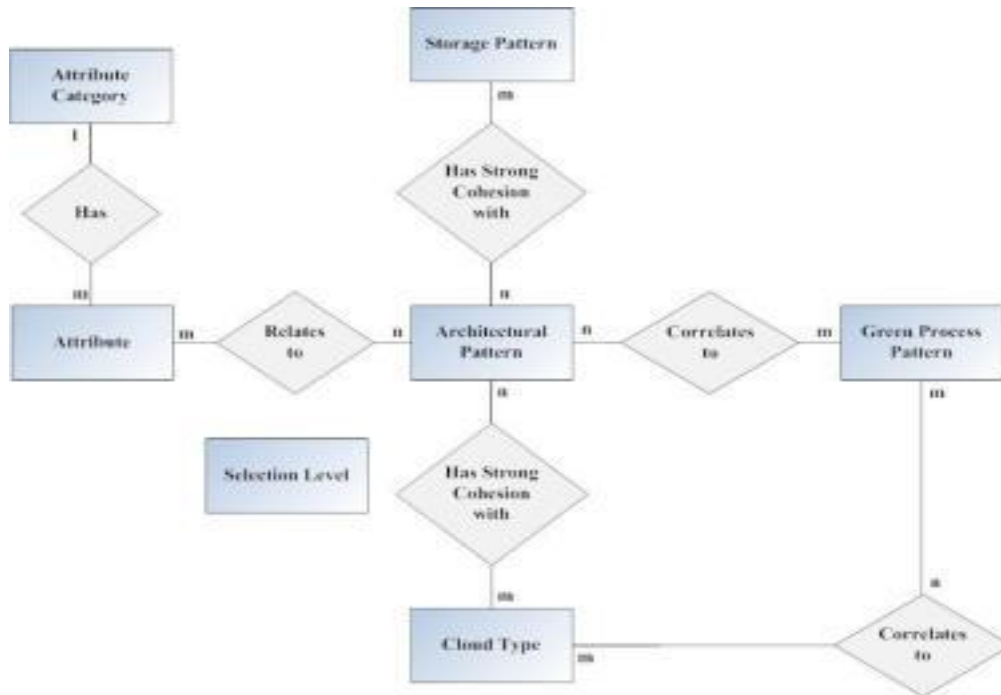 Storage Pattern
Attribute
Category
m
1
Has Strong
Cohesion
with
Has
m
n
Attribute
m
Relates
to
n
Architectural
Pattern
n
Correlates
to
m
Green Process
Pattern
n
m
Selection Level
Has Strong
Cohesion
with
n
m
Cloud Type
m
Correlates
to